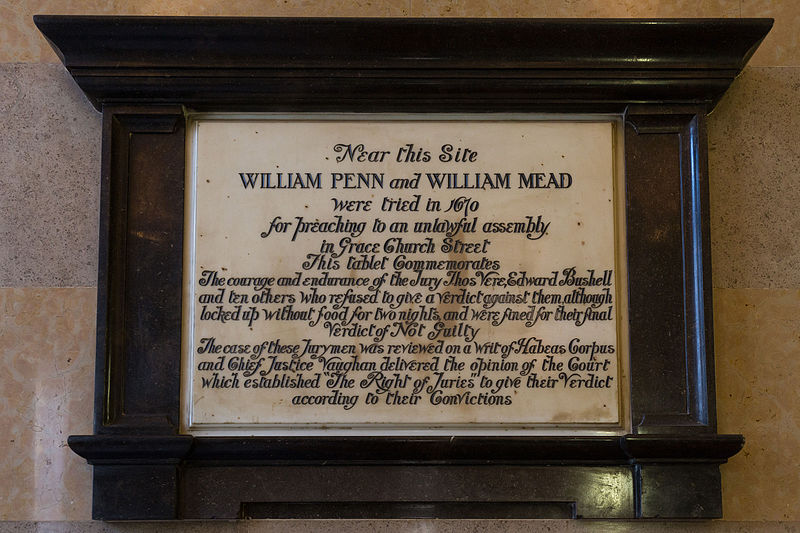 Near this Site
WILLIAM PENN and WILLIAM MEAD
were tried in 1670
for preaching to an unlawful assembly
in Grace Church Street
This tablet Commemorates
The courage and endurance of the Jury Thos Vere, Edward Bushell
and ten others who refused to give a verdict against them, although
locked up without food for two nights, and were fined for their final
Verdict of Not Guilty
The case of these Jurymen was reviewed on a Writ of Habeas Corpus
and Chief Justice Vaughan delivered the opinion of the Court
which established "The Right of Juries" to give their Verdict
according to their Convictions